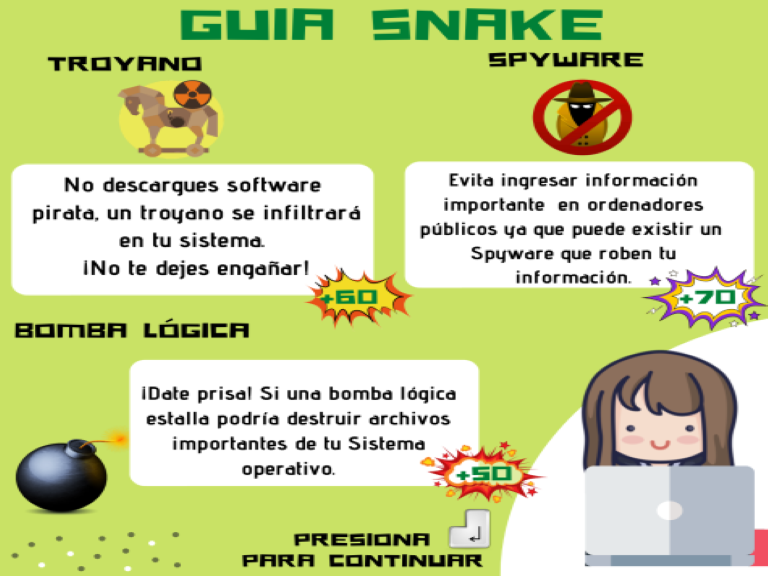 GUIA SNAKE
TROYANO
No descargues software
pirata, un troyano se infiltrará
en tu sistema.
¡No te dejes engañar!
+60
SPYWARE
Evita ingresar información
importante en ordenadores
públicos ya que puede existir un
Spyware que roben tu
información.
+70
BOMBA LÓGICA
¡Date prisa! Si una bomba lógica
estalla podría destruir archivos
importantes de tu Sistema
operativo.
+50
PRESIONA
PARA CONTINUAR